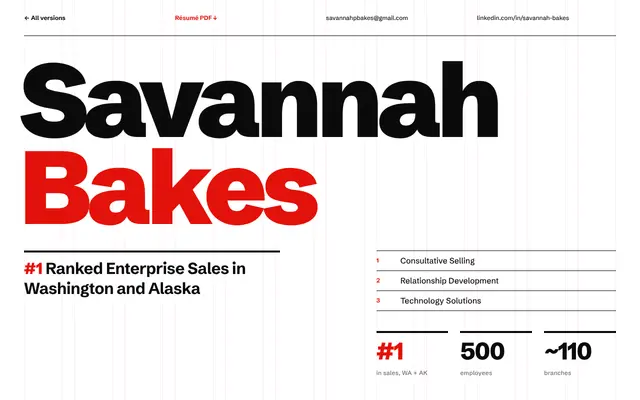 ← All versions
Résumé PDF ↓
savannahpbakes@gmail.com
linkedin.com/in/savannah-bakes
Savannah
Bakes
#1 Ranked Enterprise Sales in
Washington and Alaska
1 Consultative Selling
2 Relationship Development
3 Technology Solutions
#1
in sales, WA + AK
500
employees
~110
branches